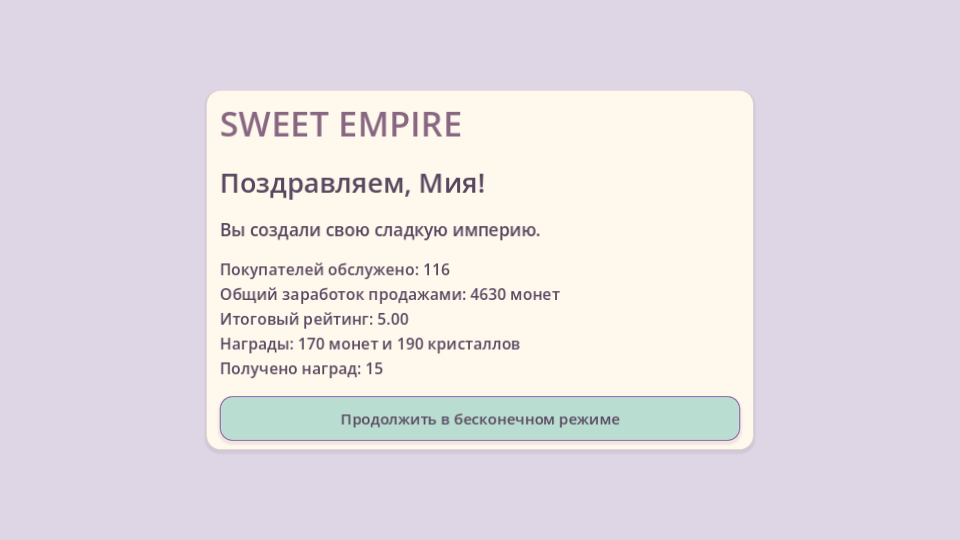 SWEET EMPIRE
Поздравляем, Мия!
Вы создали свою сладкую империю.
Покупателей обслужено: 116
Общий заработок продажами: 4630 монет
Итоговый рейтинг: 5.00
Награды: 170 монет и 190 кристаллов
Получено наград: 15
Продолжить в бесконечном режиме